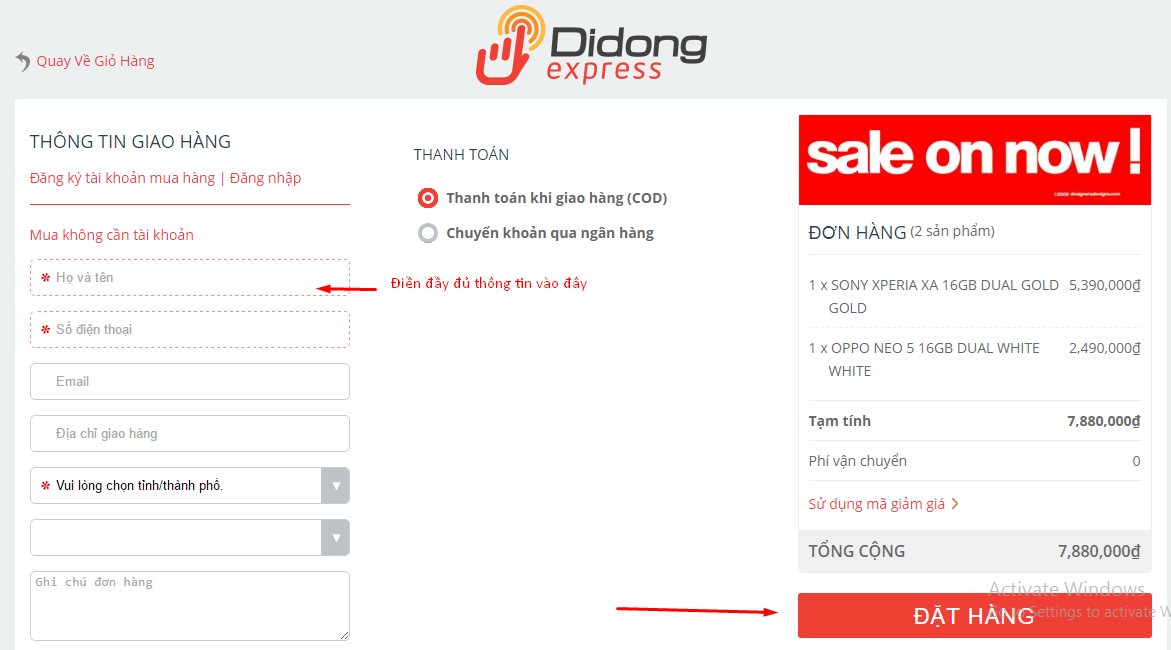 Didong
express
Quay Về Giỏ Hàng
THÔNG TIN GIAO HÀNG
Đăng ký tài khoản mua hàng | Đăng nhập
Mua không cần tài khoản
* Họ và tên
* Số điện thoại
Email
Địa chỉ giao hàng
* Vui lòng chọn tỉnh/thành phố.
Ghi chú đơn hàng
THANH TOÁN
Thanh toán khi giao hàng (COD)
Chuyển khoản qua ngân hàng
Điền đầy đủ thông tin vào đây
sale on now !
©2008 designersalesigns.com
ĐƠN HÀNG (2 sản phẩm)
1 x SONY XPERIA XA 16GB DUAL GOLD 5,390,000₫
GOLD
1 x OPPO NEO 5 16GB DUAL WHITE 2,490,000₫
WHITE
Tạm tính 7,880,000₫
Phí vận chuyển 0
Sử dụng mã giảm giá
TỔNG CỘNG 7,880,000₫
Activate Windows
ĐẶT HÀNG
Settings to activate W